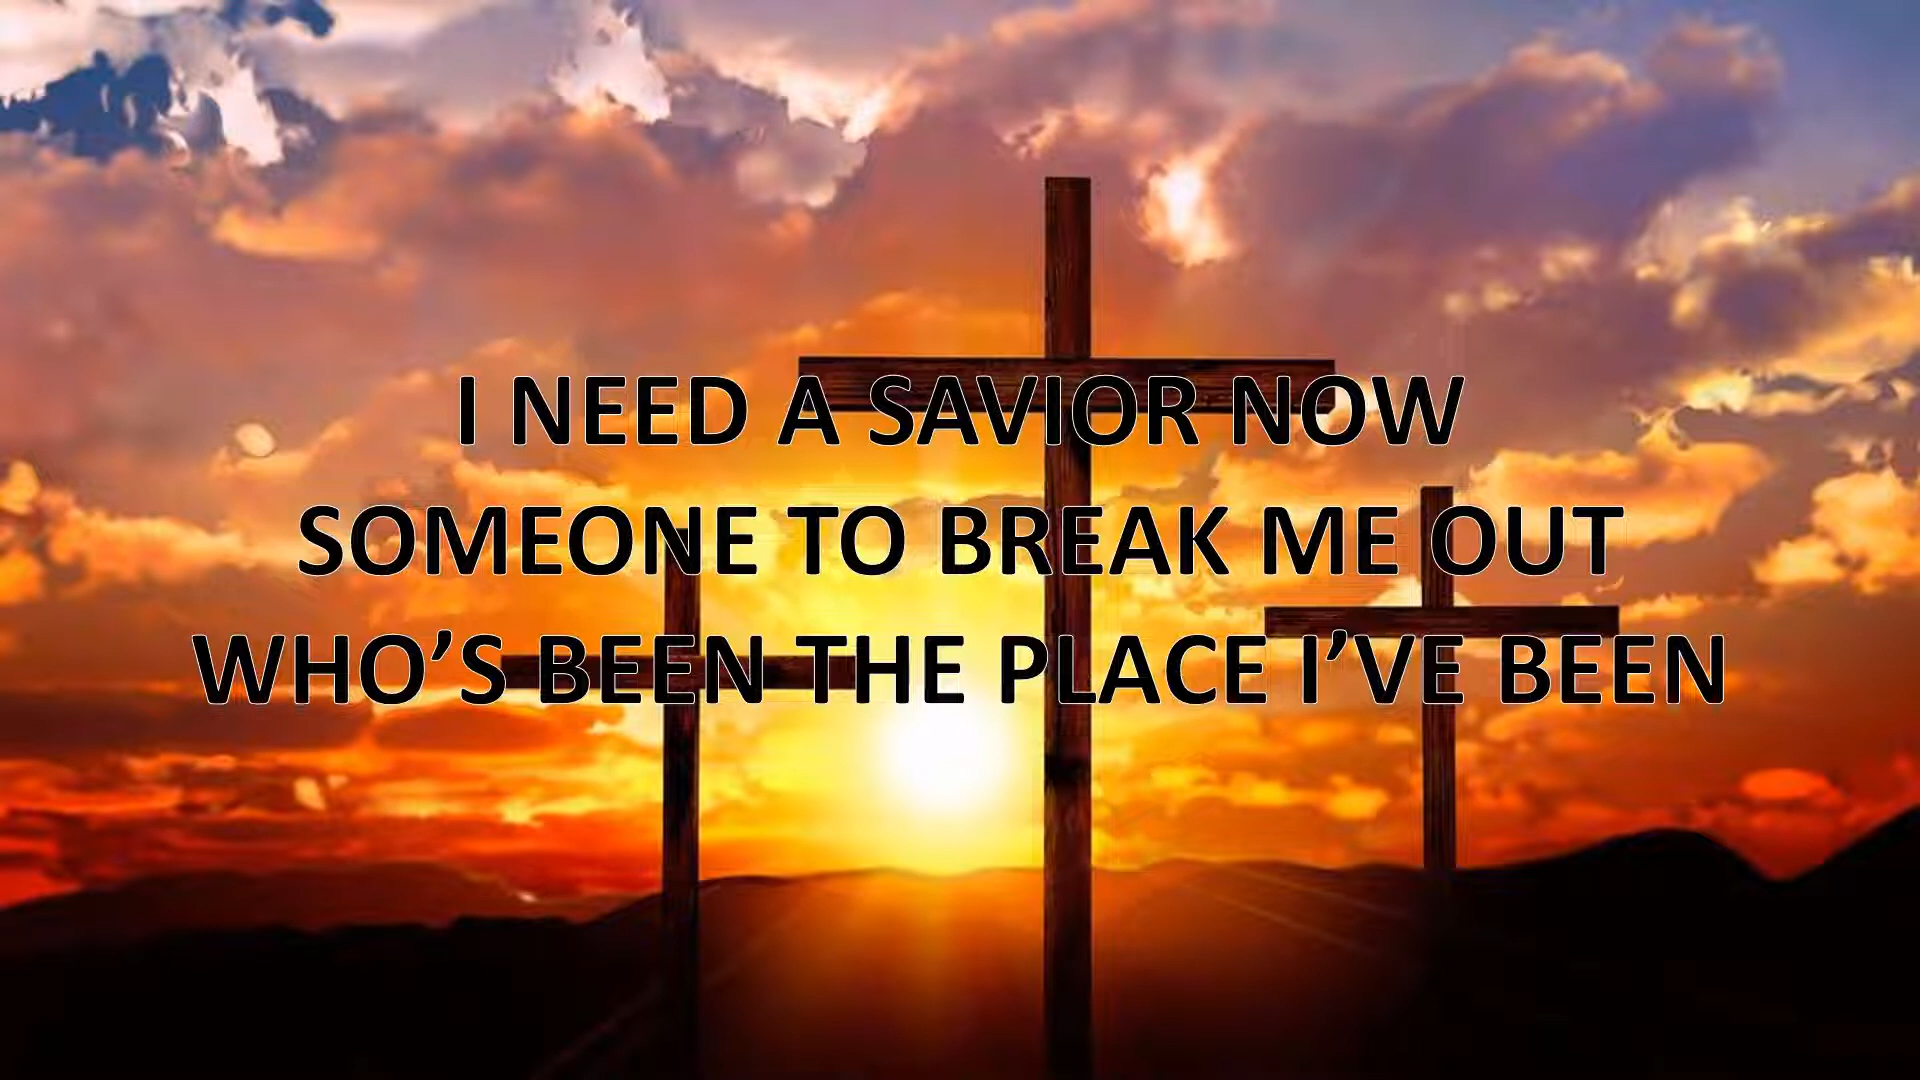 I NEED A SAVIOR NOW
SOMEONE TO BREAK ME OUT
WHO’S BEEN THE PLACE I’VE BEEN